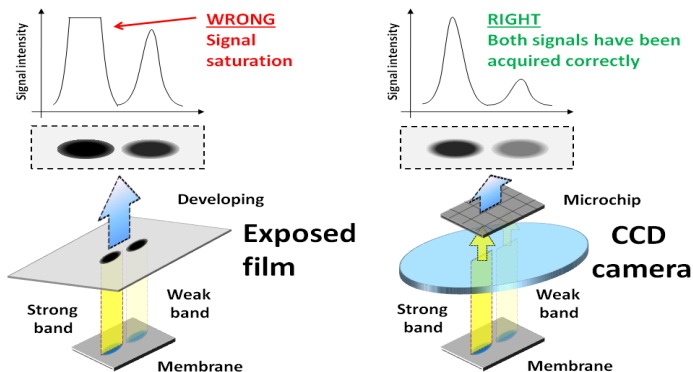 Signal intensity
WRONG
Signal
saturation
Developing
Exposed
film
Strong
band
Weak
band
Membrane
Signal intensity
RIGHT
Both signals have been
acquired correctly
Microchip
CCD
camera
Strong
band
Weak
band
Membrane